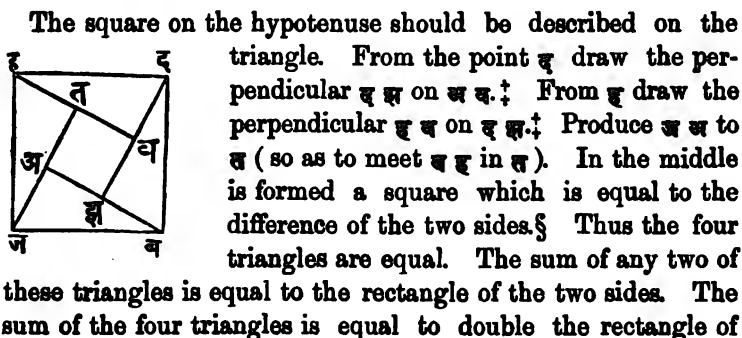 The square on the hypotenuse should be described on the
triangle. From the point द draw the per-
pendicular द झ on अ ब.‡ From ह draw the
perpendicular ह व on द झ.‡ Produce ज अ to
त ( so as to meet व ह in त ). In the middle
is formed a square which is equal to the
difference of the two sides.§ Thus the four
triangles are equal. The sum of any two of
these triangles is equal to the rectangle of the two sides. The
sum of the four triangles is equal to double the rectangle of
ह द
त
व
अ
झ
ज ब